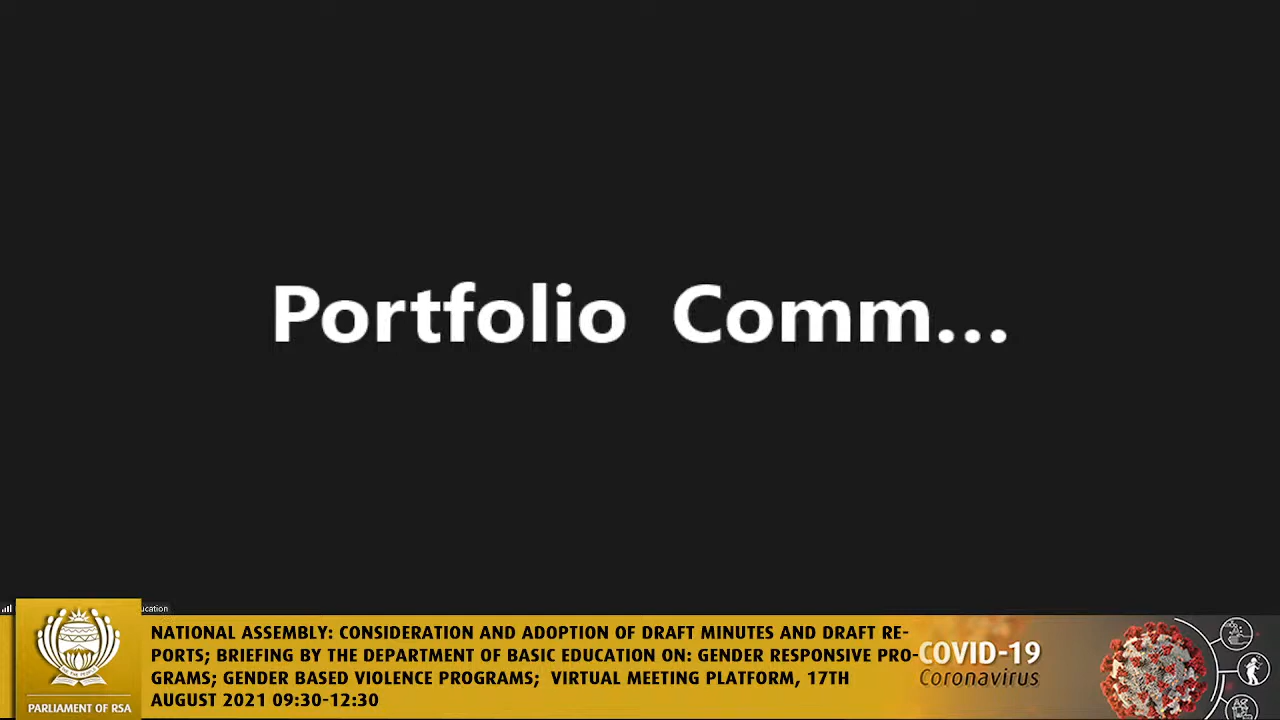 Portfolio Comm...
ucation
NATIONAL ASSEMBLY: CONSIDERATION AND ADOPTION OF DRAFT MINUTES AND DRAFT RE-
PORTS; BRIEFING BY THE DEPARTMENT OF BASIC EDUCATION ON: GENDER RESPONSIVE PRO-
GRAMS; GENDER BASED VIOLENCE PROGRAMS; VIRTUAL MEETING PLATFORM, 17TH
AUGUST 2021 09:30-12:30
PARLIAMENT OF RSA
COVID-19
Coronavirus